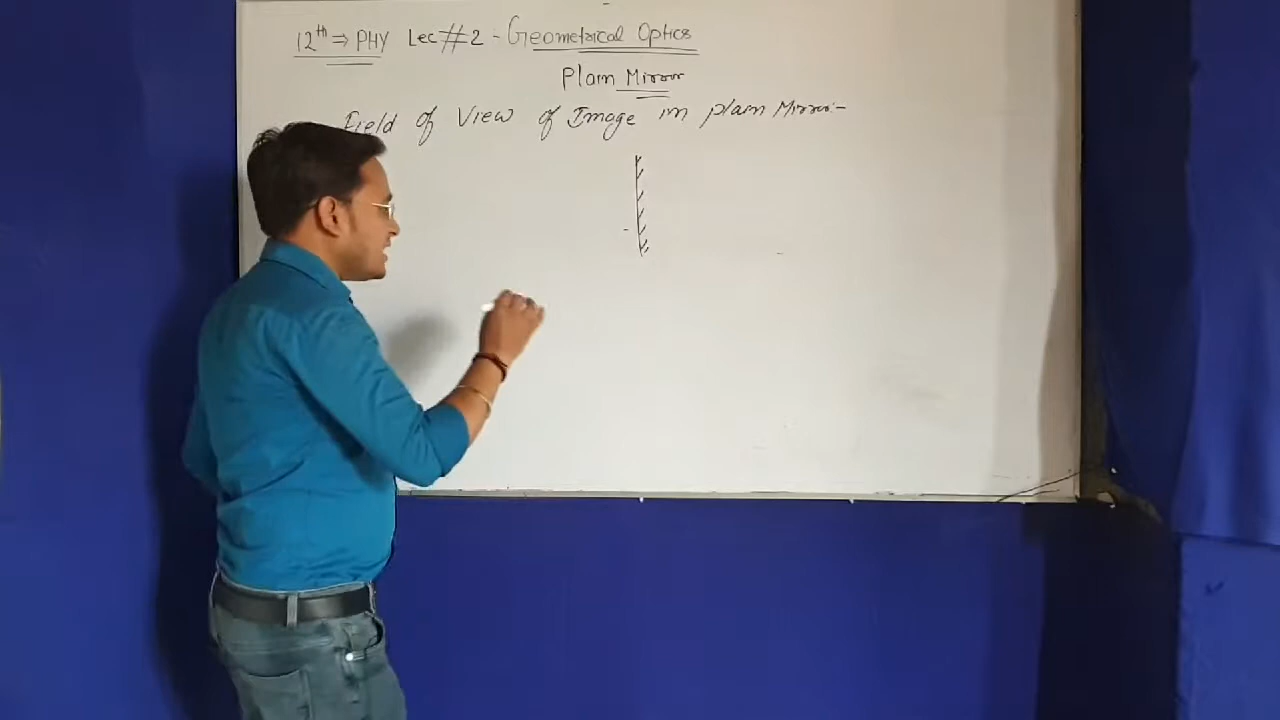 12th ⇒ PHY Lec#2 - Geometrical Optics
Plain Mirror
Field of View of Image in plain Mirror:-